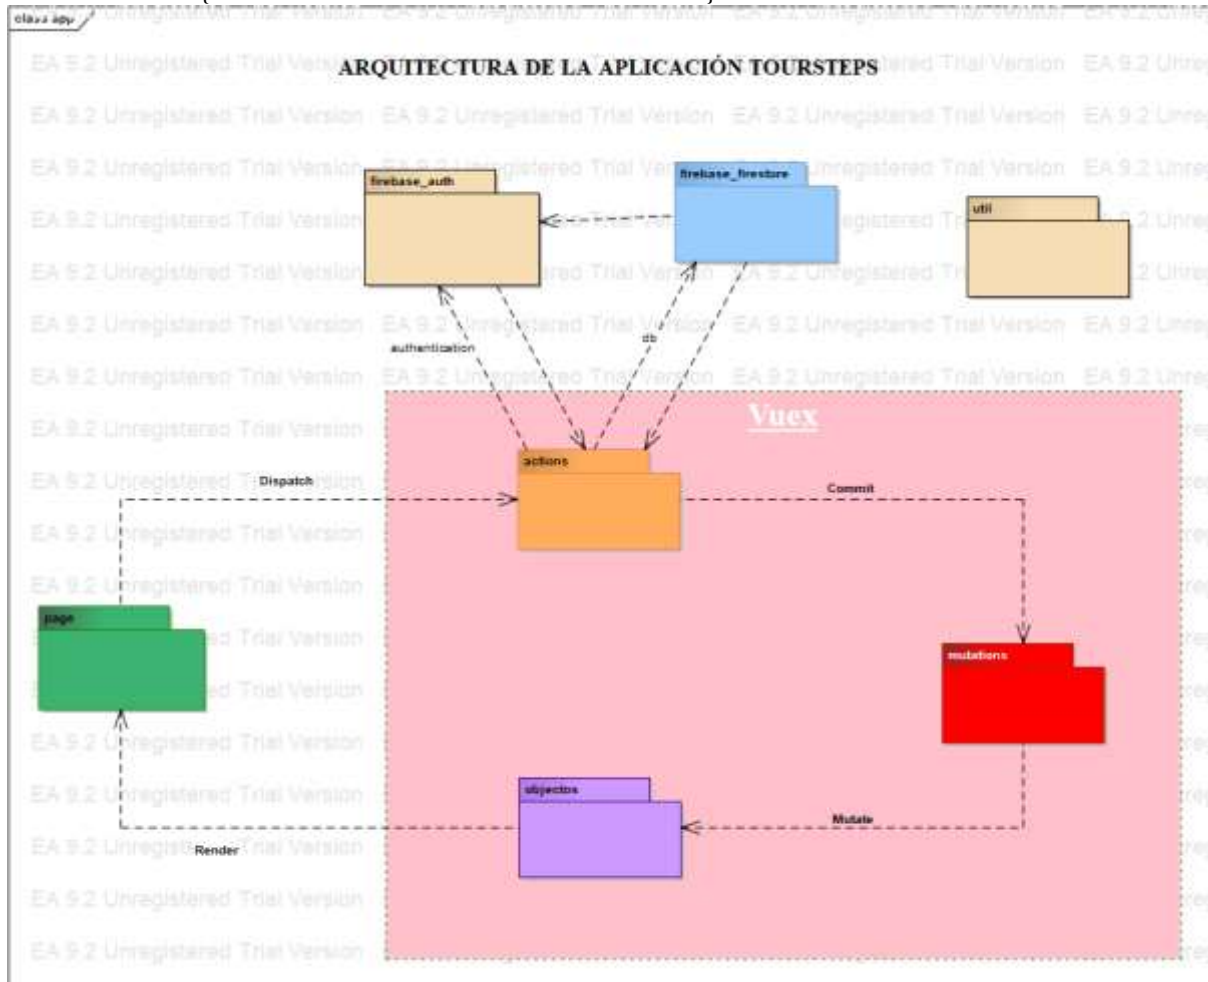 class app
ARQUITECTURA DE LA APLICACIÓN TOURSTEPS
EA 9.2 Unregistered Trial Version
firebase_auth
firebase_firestore
util
authentication
db
Vuex
actions
Dispatch
Commit
page
mutations
objectos
Mutate
Render